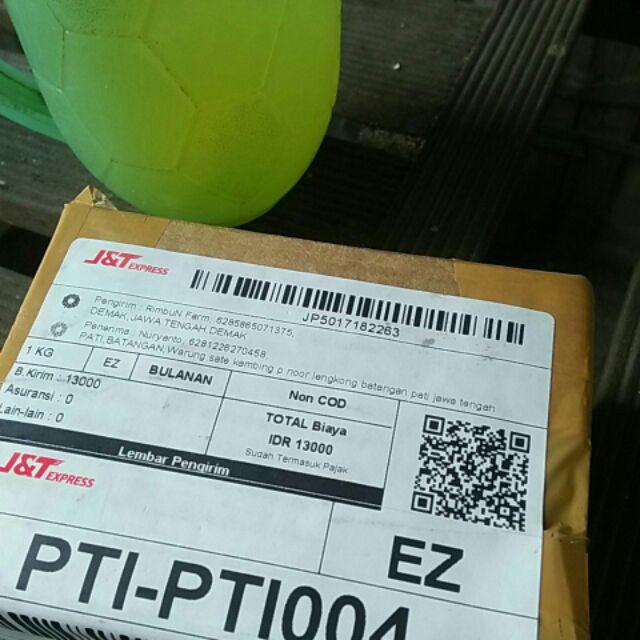 J&T EXPRESS
JP5017182263
Pengirim : RimbuN Farm, 6285865071375,
DEMAK,JAWA TENGAH,DEMAK
Penerima : Nuryanto, 6281226270458,
PATI,BATANGAN,Warung sate kambing p noor lengkong batangan pati jawa tengah
1 KG EZ BULANAN Non COD
B.Kirim : 13000
Asuransi : 0
Lain-lain : 0
TOTAL Biaya
IDR 13000
Sudah Termasuk Pajak
Lembar Pengirim
J&T EXPRESS
EZ
PTI-PTI004